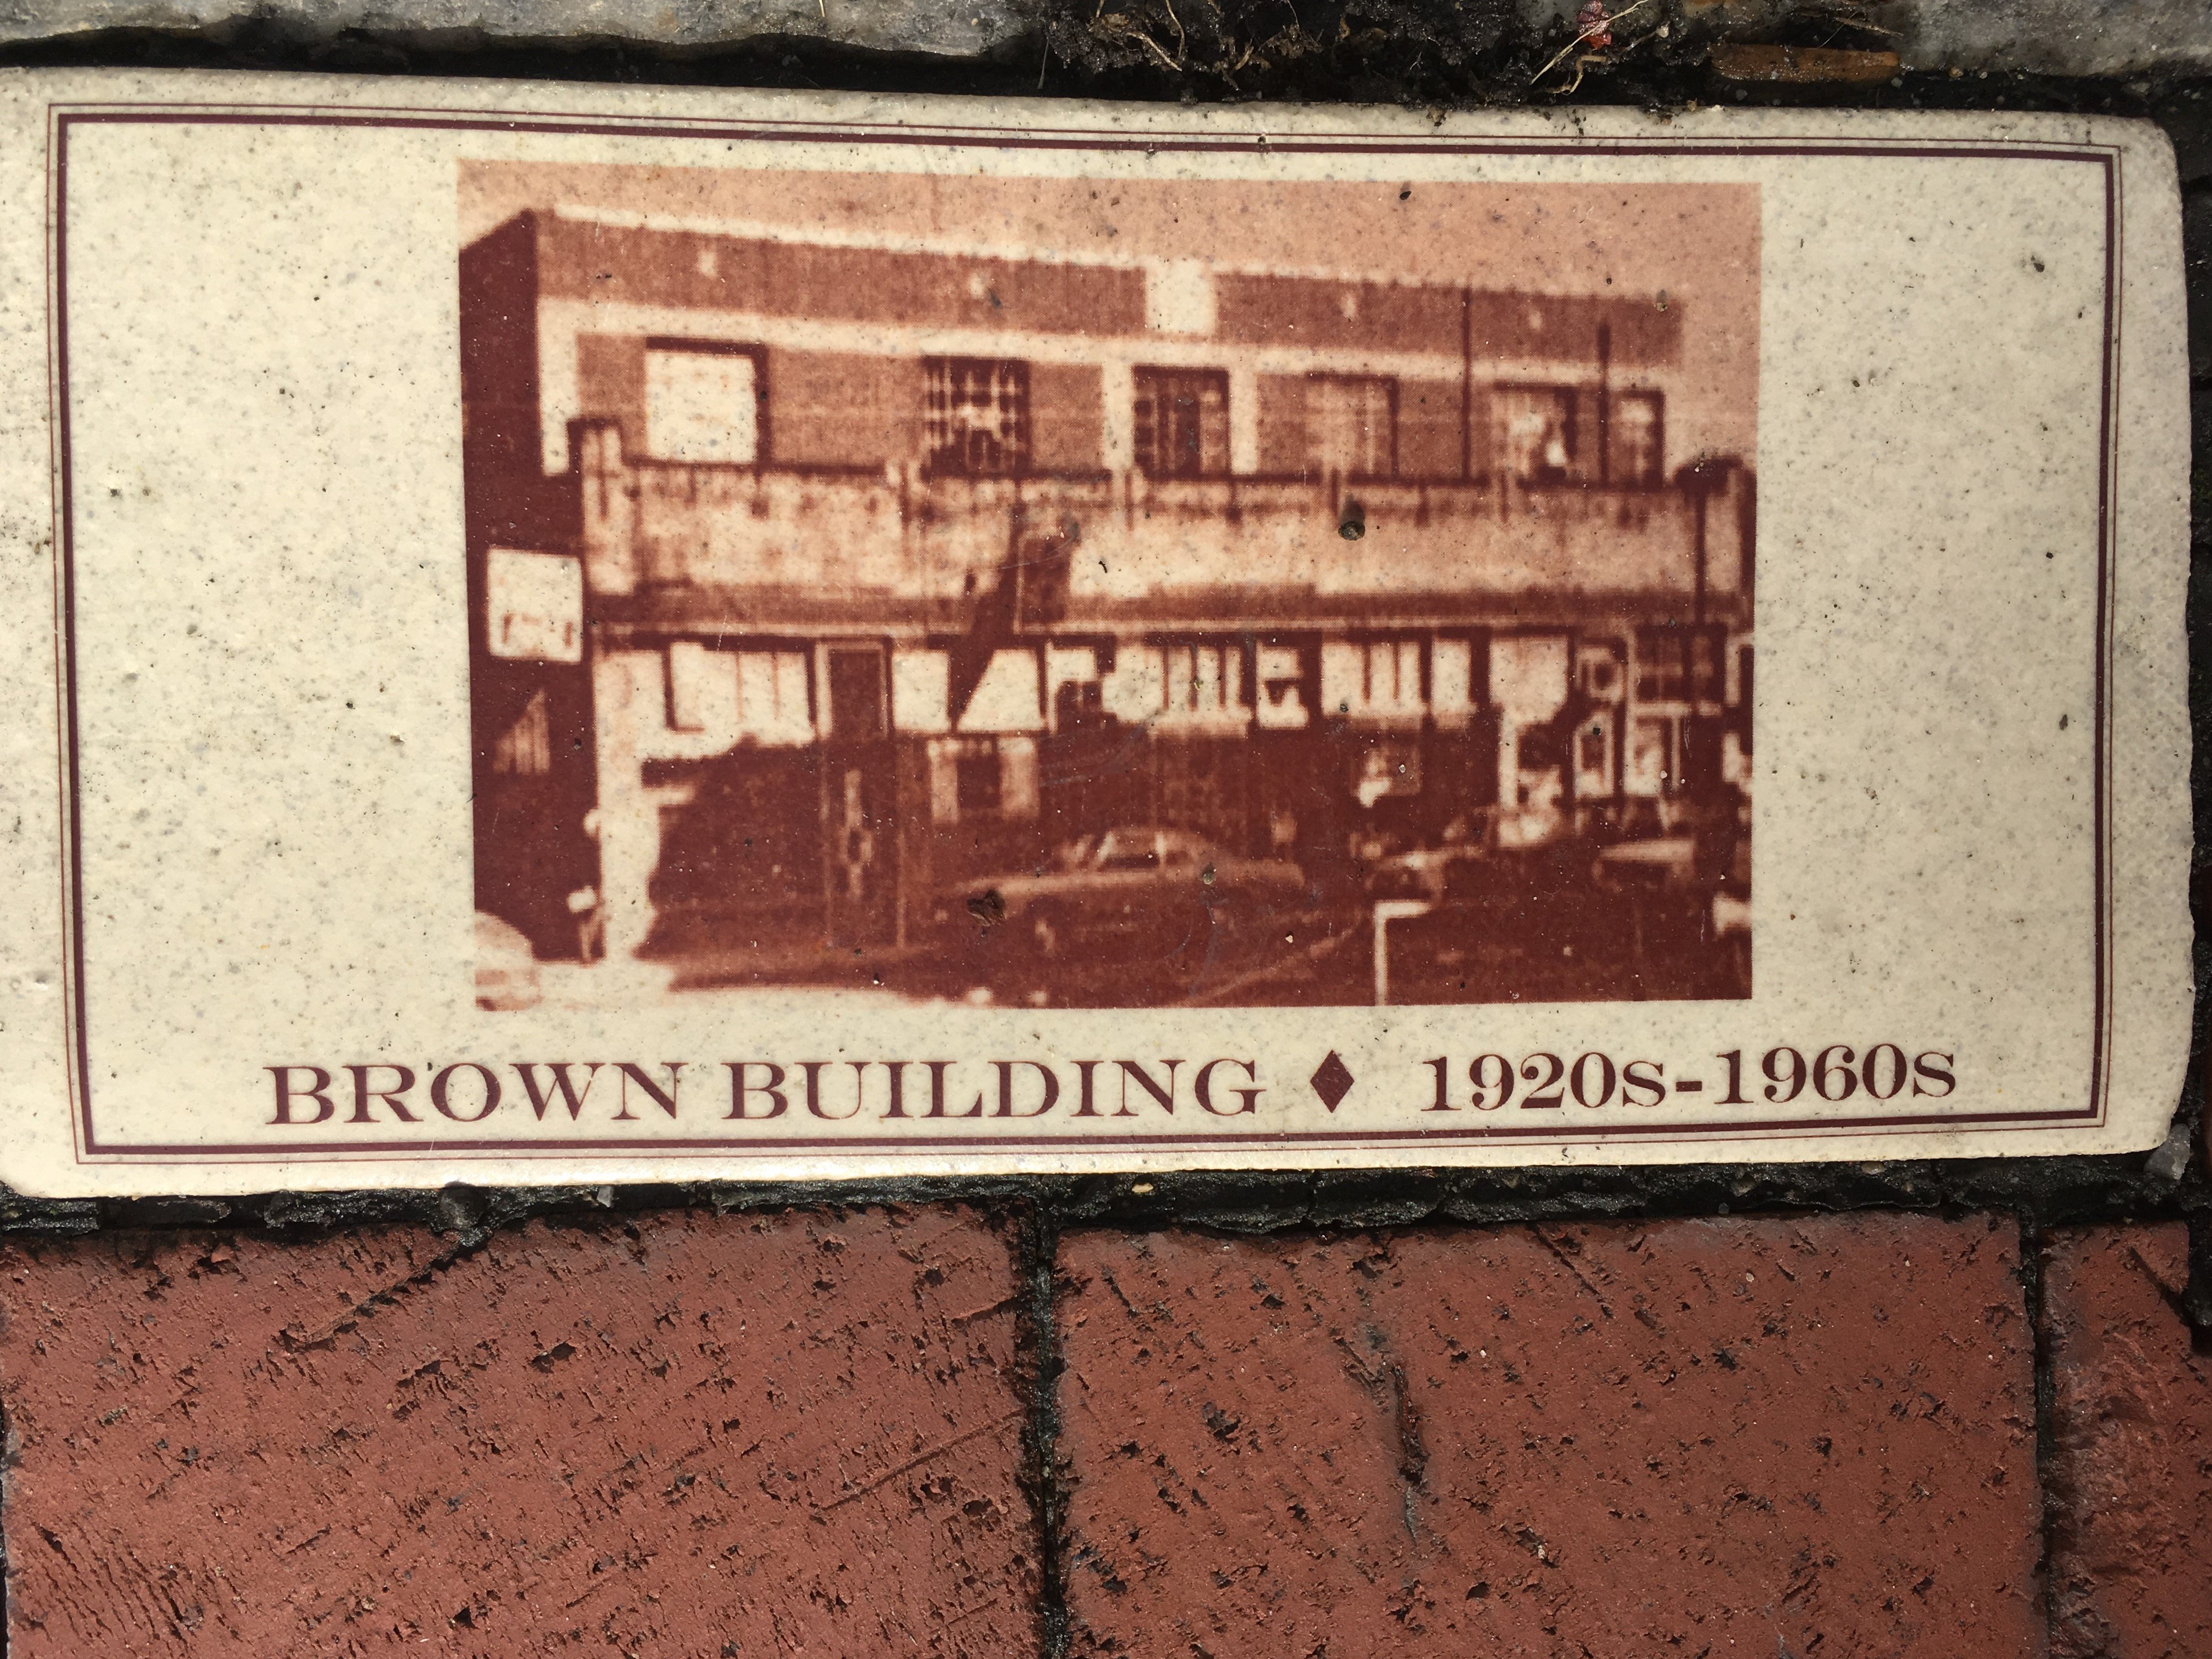 BROWN BUILDING ♦ 1920S-1960S